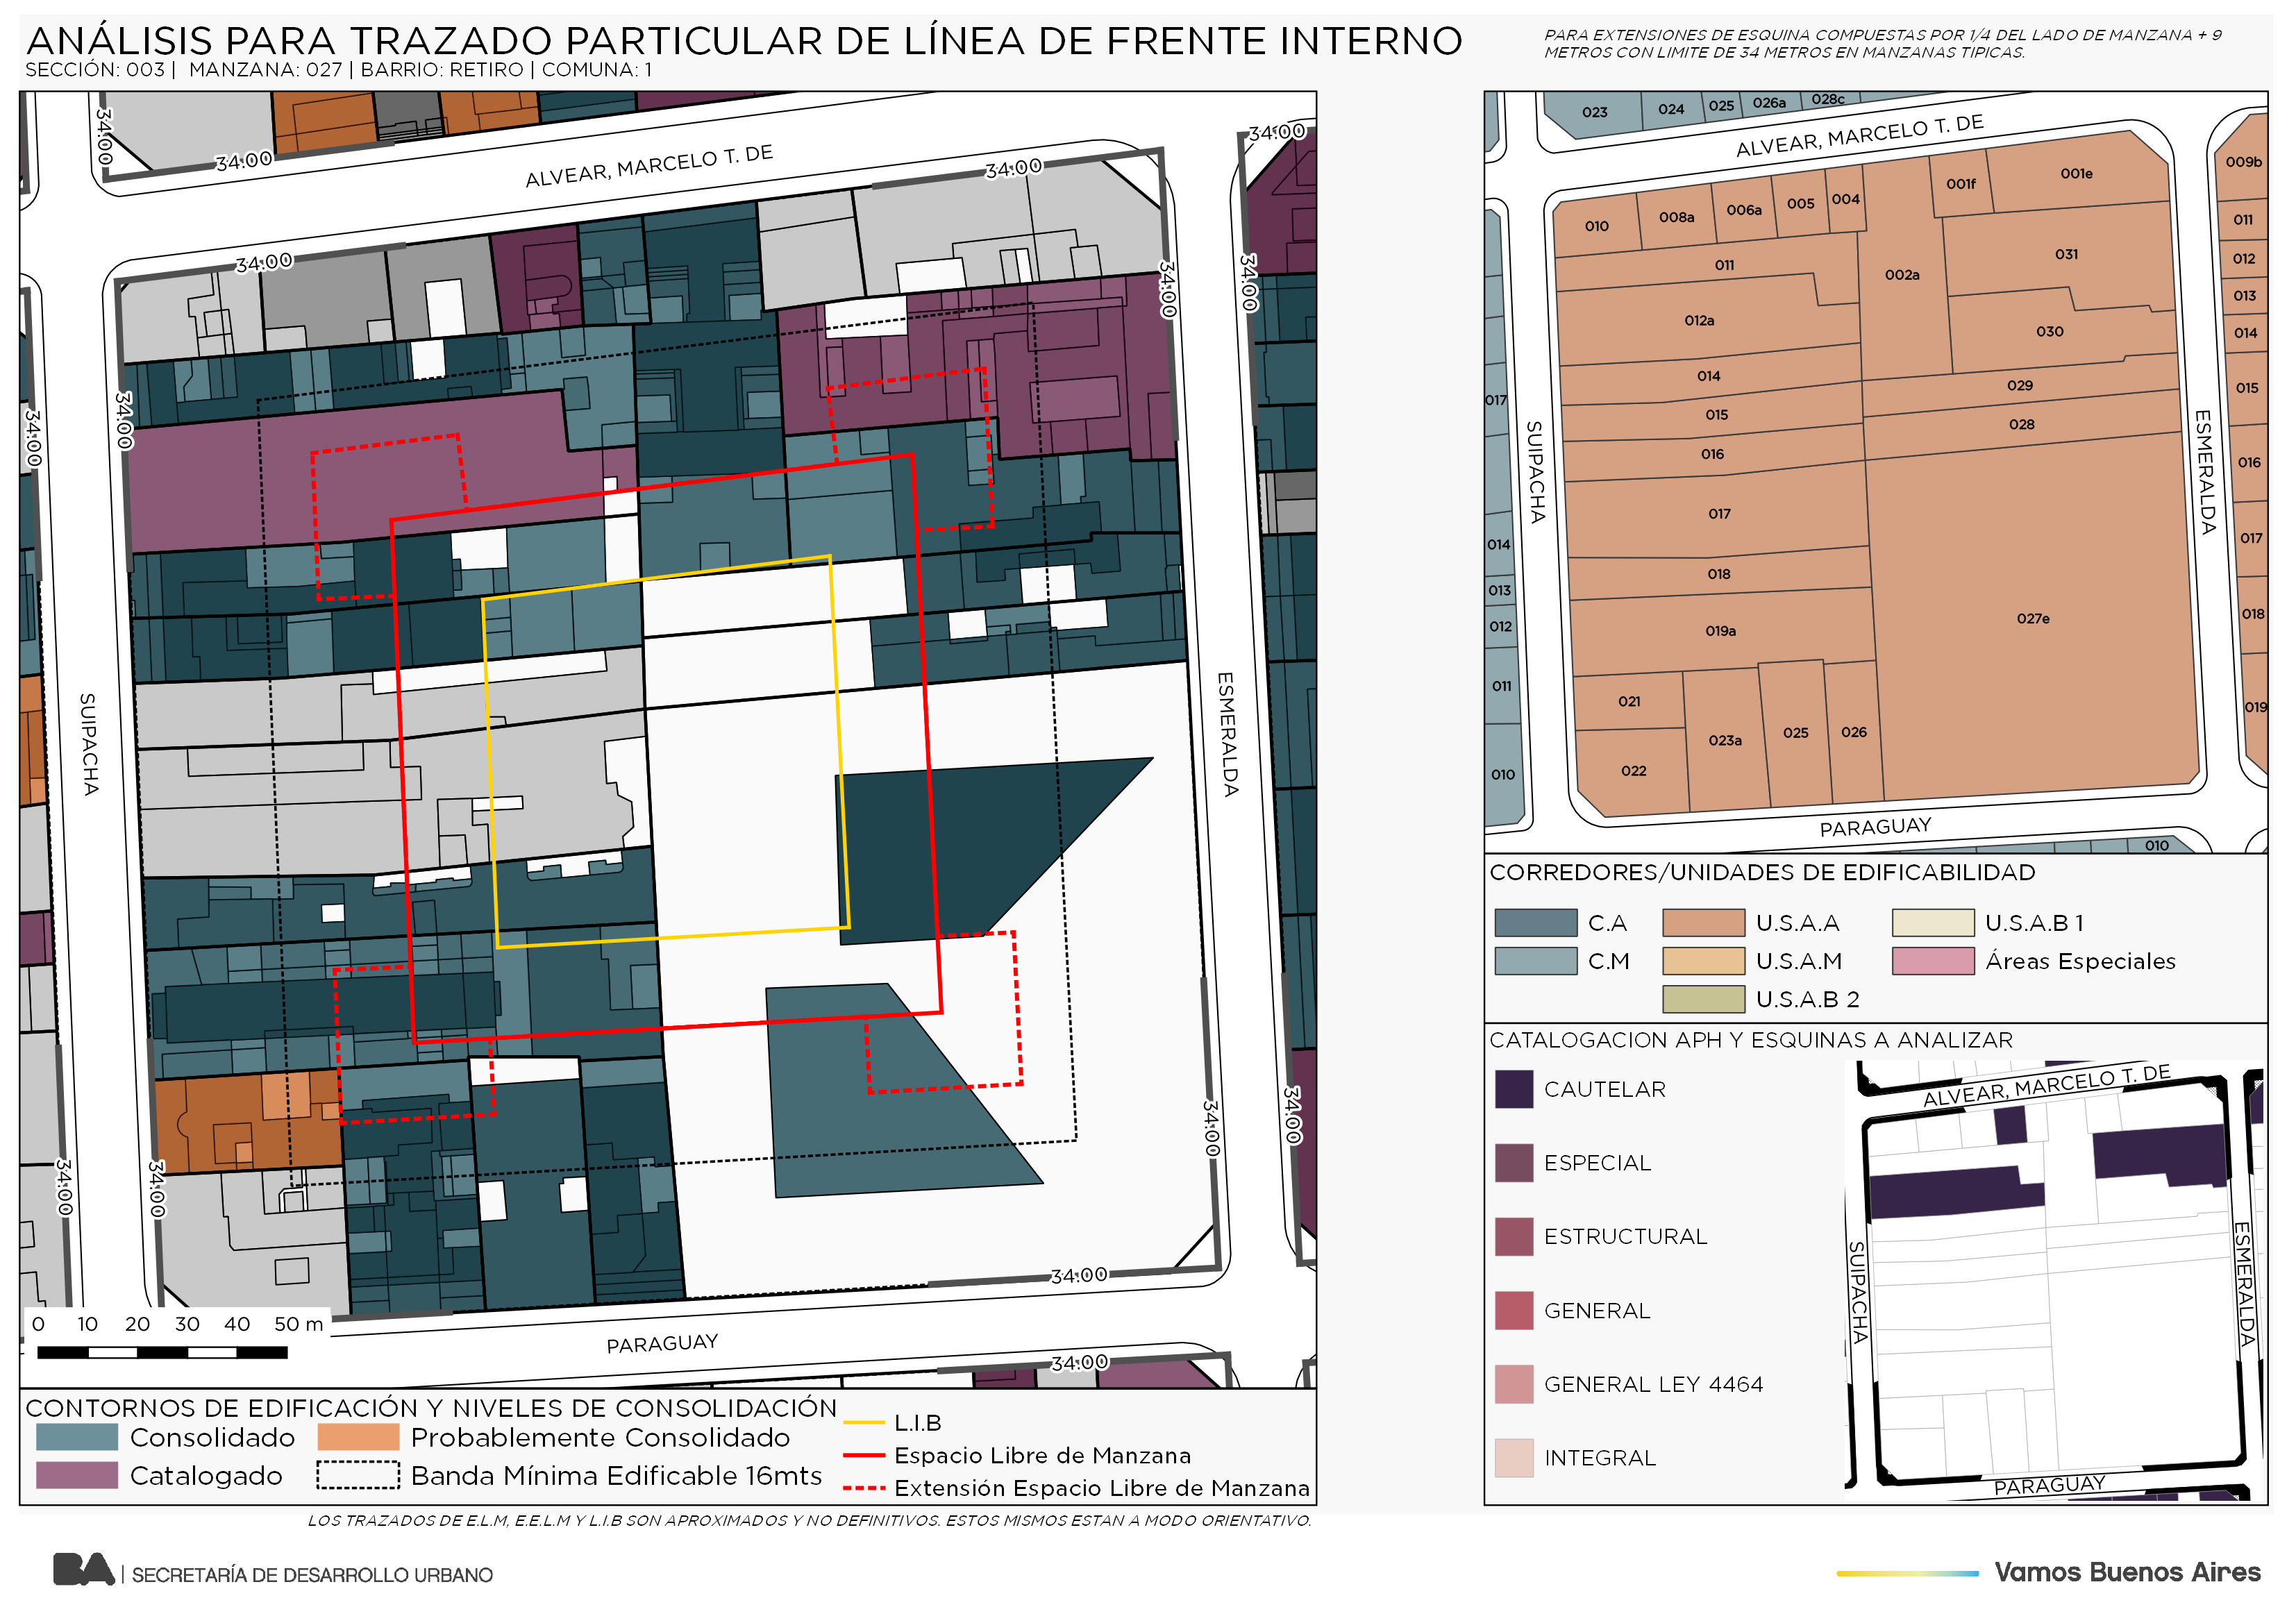 ANÁLISIS PARA TRAZADO PARTICULAR DE LÍNEA DE FRENTE INTERNO
SECCIÓN: 003 | MANZANA: 027 | BARRIO: RETIRO | COMUNA: 1
PARA EXTENSIONES DE ESQUINA COMPUESTAS POR 1/4 DEL LADO DE MANZANA + 9
METROS CON LIMITE DE 34 METROS EN MANZANAS TIPICAS.
34.00
34.00
34.00
34.00
ALVEAR, MARCELO T. DE
34.00
34.00
34.00
34.00
34.00
SUIPACHA
ESMERALDA
34.00
34.00
34.00
34.00
34.00
PARAGUAY
34.00
0 10 20 30 40 50 m
CONTORNOS DE EDIFICACIÓN Y NIVELES DE CONSOLIDACIÓN
Consolidado
Probablemente Consolidado
Catalogado
Banda Mínima Edificable 16mts
L.I.B
Espacio Libre de Manzana
Extensión Espacio Libre de Manzana
LOS TRAZADOS DE E.L.M, E.E.L.M Y L.I.B SON APROXIMADOS Y NO DEFINITIVOS. ESTOS MISMOS ESTAN A MODO ORIENTATIVO.
023
024
025
026a
028c
ALVEAR, MARCELO T. DE
009b
001e
001f
010
008a
006a
005
004
011
002a
031
011
012
012a
013
030
014
014
029
015
017
015
028
016
016
SUIPACHA
ESMERALDA
017
017
014
018
013
018
012
019a
027e
011
021
019
023a
025
026
010
022
PARAGUAY
010
CORREDORES/UNIDADES DE EDIFICABILIDAD
C.A
U.S.A.A
U.S.A.B 1
C.M
U.S.A.M
Áreas Especiales
U.S.A.B 2
CATALOGACION APH Y ESQUINAS A ANALIZAR
CAUTELAR
ESPECIAL
ESTRUCTURAL
GENERAL
GENERAL LEY 4464
INTEGRAL
ALVEAR, MARCELO T. DE
SUIPACHA
ESMERALDA
PARAGUAY
BA | SECRETARÍA DE DESARROLLO URBANO
Vamos Buenos Aires